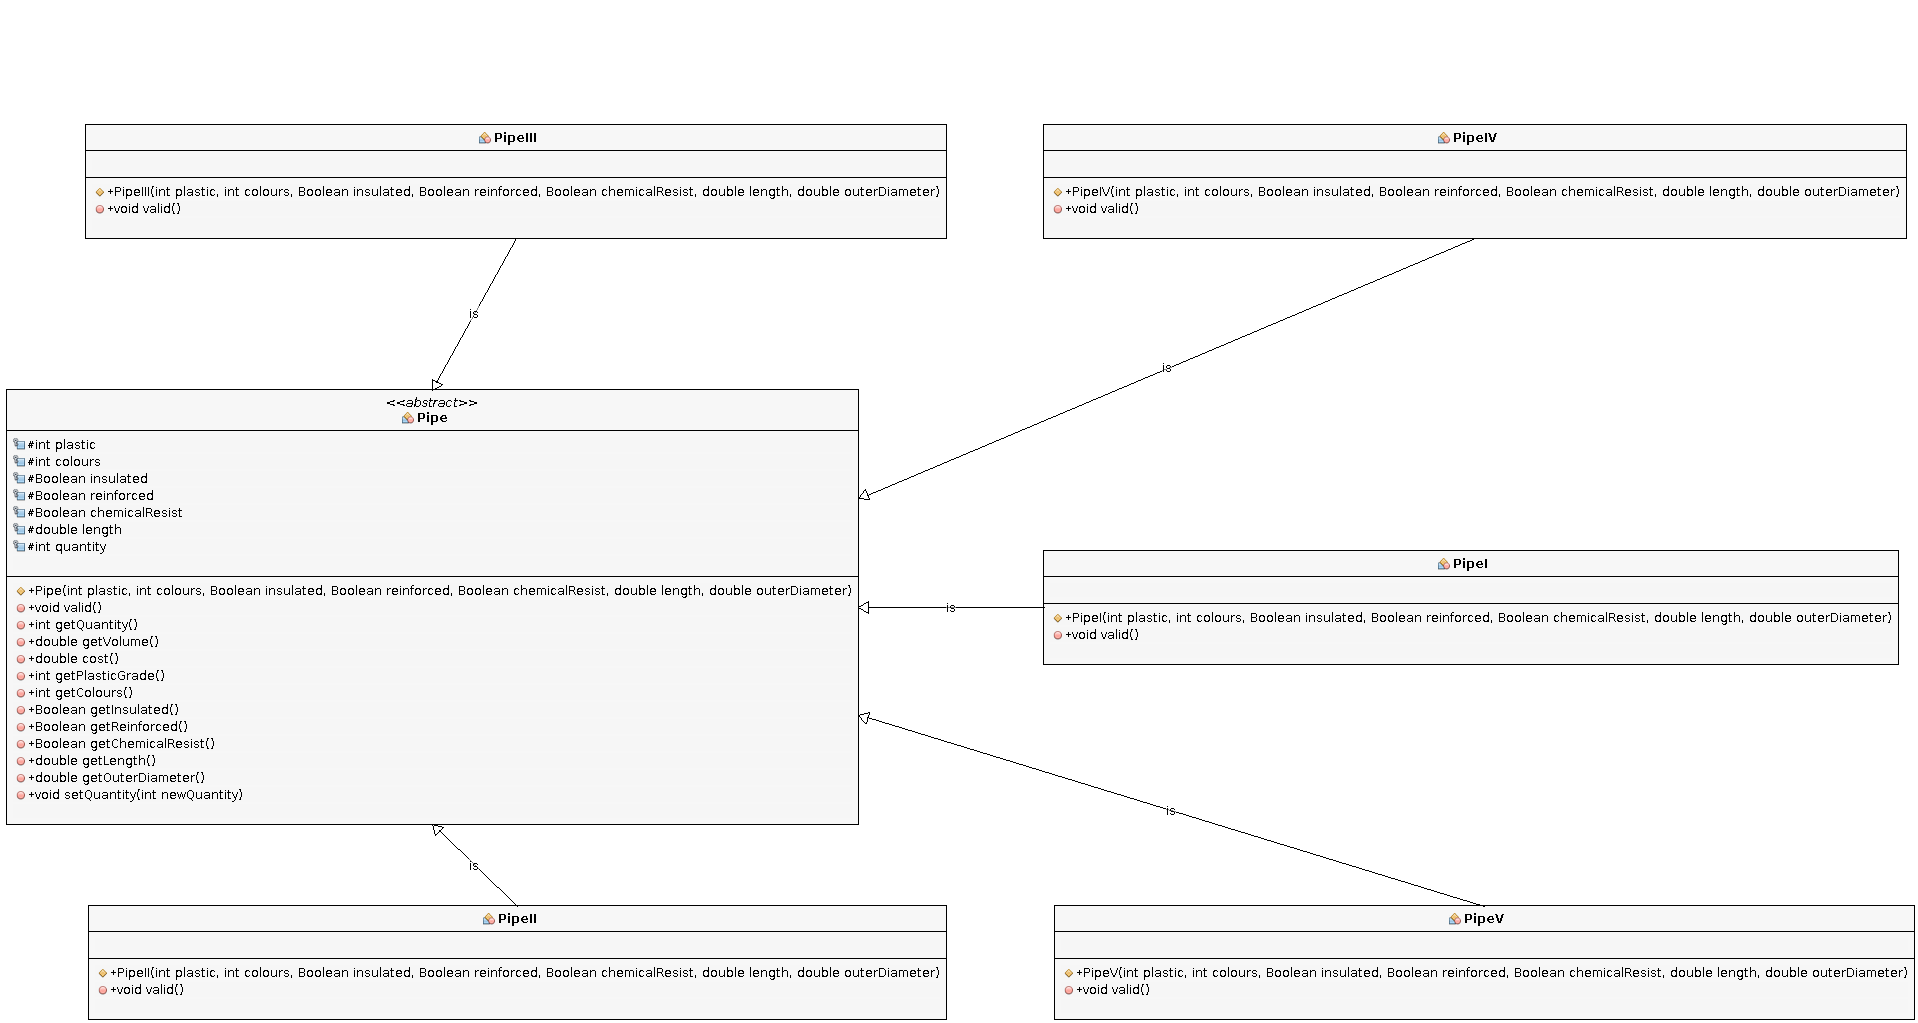 PipeIII
+PipeIII(int plastic, int colours, Boolean insulated, Boolean reinforced, Boolean chemicalResist, double length, double outerDiameter)
+void valid()
PipeIV
+PipeIV(int plastic, int colours, Boolean insulated, Boolean reinforced, Boolean chemicalResist, double length, double outerDiameter)
+void valid()
is
is
<<abstract>>
Pipe
#int plastic
#int colours
#Boolean insulated
#Boolean reinforced
#Boolean chemicalResist
#double length
#int quantity
+Pipe(int plastic, int colours, Boolean insulated, Boolean reinforced, Boolean chemicalResist, double length, double outerDiameter)
+void valid()
+int getQuantity()
+double getVolume()
+double cost()
+int getPlasticGrade()
+int getColours()
+Boolean getInsulated()
+Boolean getReinforced()
+Boolean getChemicalResist()
+double getLength()
+double getOuterDiameter()
+void setQuantity(int newQuantity)
is
PipeI
+PipeI(int plastic, int colours, Boolean insulated, Boolean reinforced, Boolean chemicalResist, double length, double outerDiameter)
+void valid()
is
is
PipeII
+PipeII(int plastic, int colours, Boolean insulated, Boolean reinforced, Boolean chemicalResist, double length, double outerDiameter)
+void valid()
PipeV
+PipeV(int plastic, int colours, Boolean insulated, Boolean reinforced, Boolean chemicalResist, double length, double outerDiameter)
+void valid()